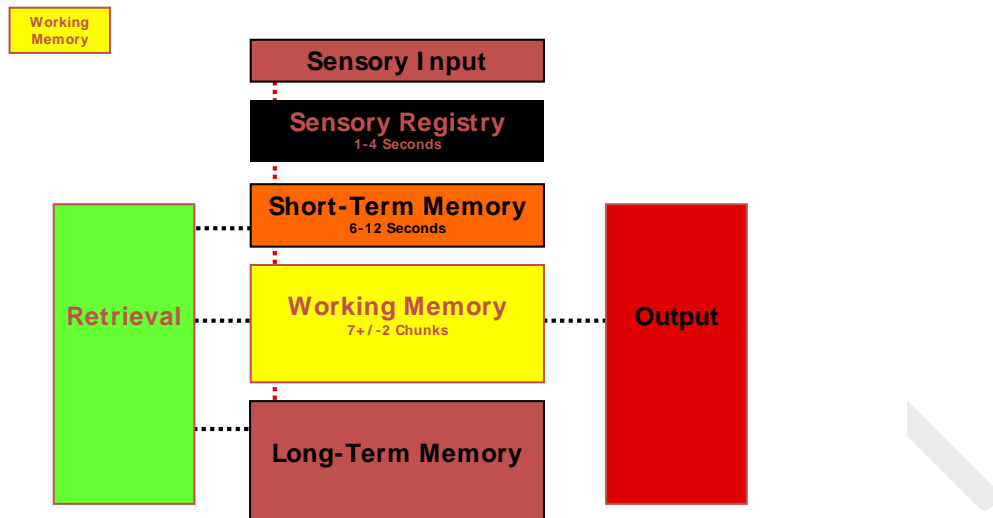 Working
Memory
Sensory Input
Sensory Registry
1-4 Seconds
Short-Term Memory
6-12 Seconds
Retrieval
Working Memory
7+/-2 Chunks
Output
Long-Term Memory